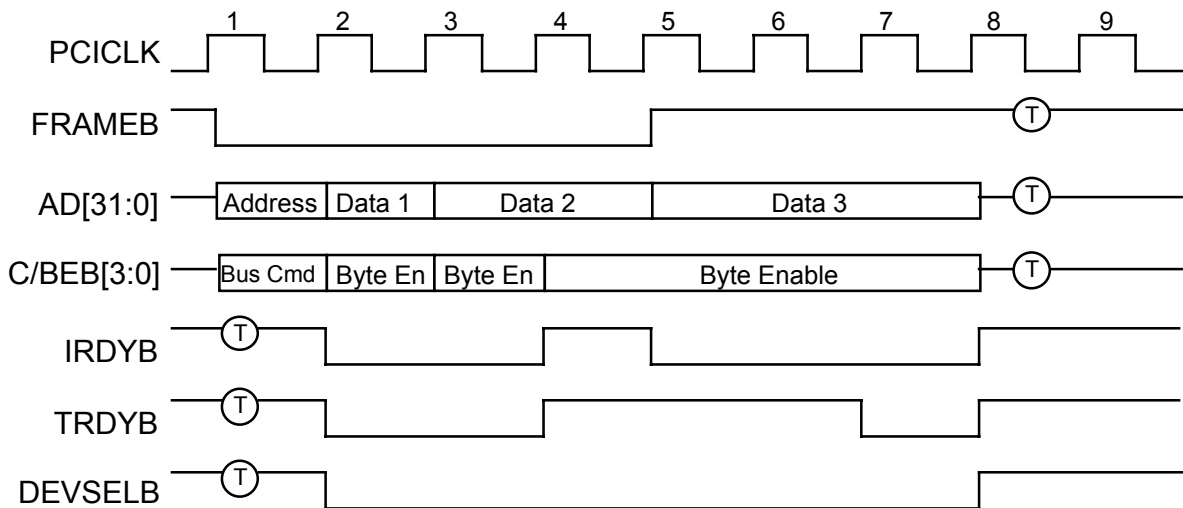 1 2 3 4 5 6 7 8 9
PCICLK
FRAMEB T
AD[31:0] Address Data 1 Data 2 Data 3 T
C/BEB[3:0] Bus Cmd Byte En Byte En Byte Enable T
IRDYB T
TRDYB T
DEVSELB T